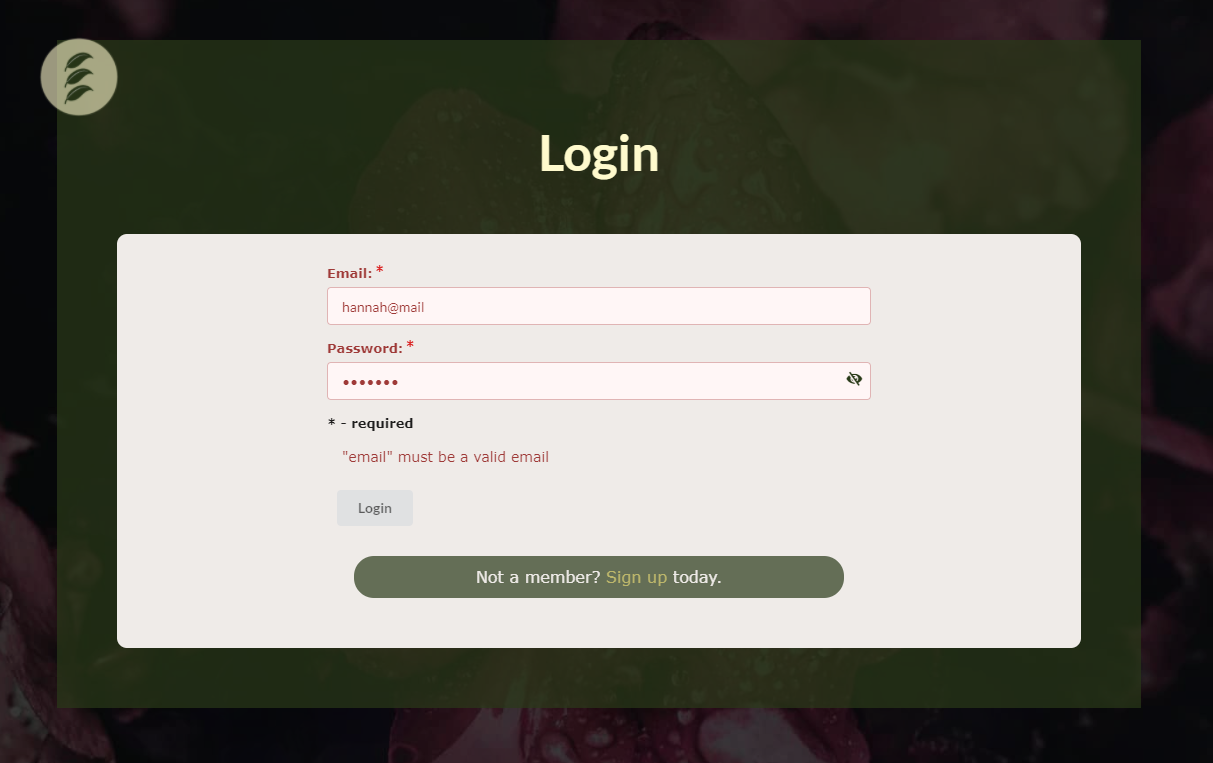 Login
Email: *
hannah@mail
Password: *
•••••••
* - required
"email" must be a valid email
Login
Not a member? Sign up today.